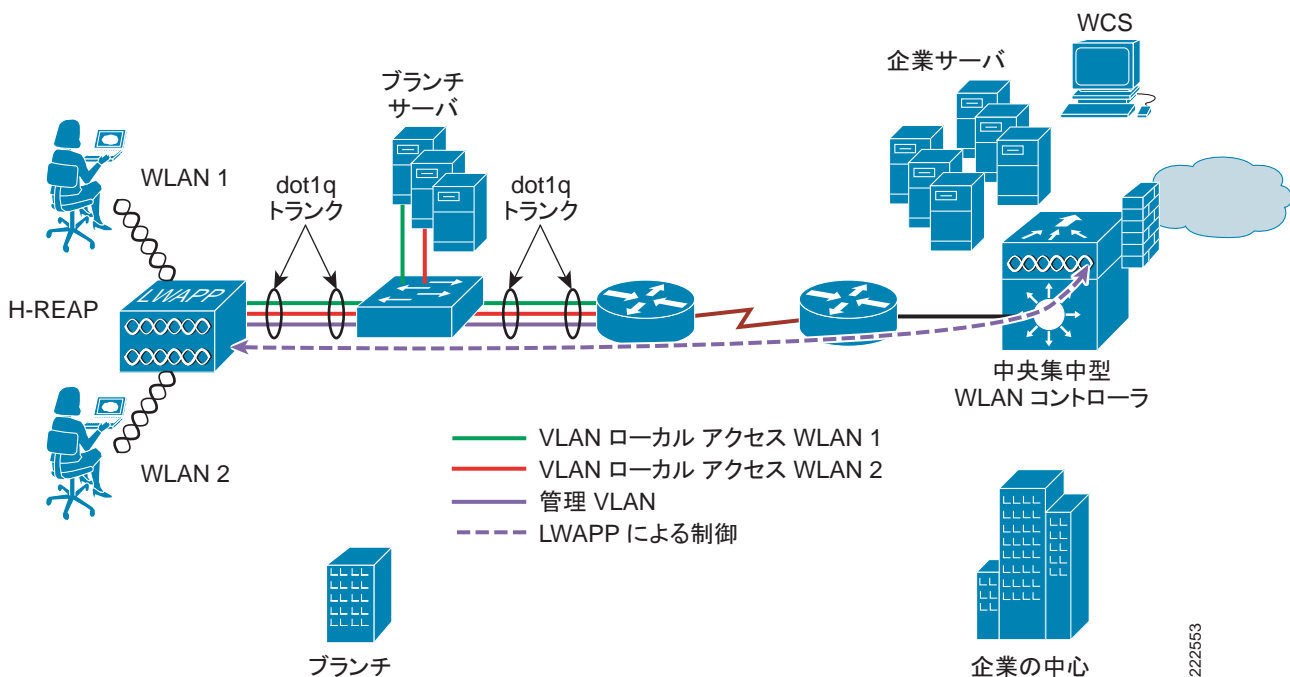 WCS
企業サーバ
ブランチ
サーバ
WLAN 1
dot1q
トランク
dot1q
トランク
LWAPP
H-REAP
中央集中型
WLAN コントローラ
WLAN 2
VLAN ローカル アクセス WLAN 1
VLAN ローカル アクセス WLAN 2
管理 VLAN
LWAPP による制御
ブランチ
企業の中心
222553